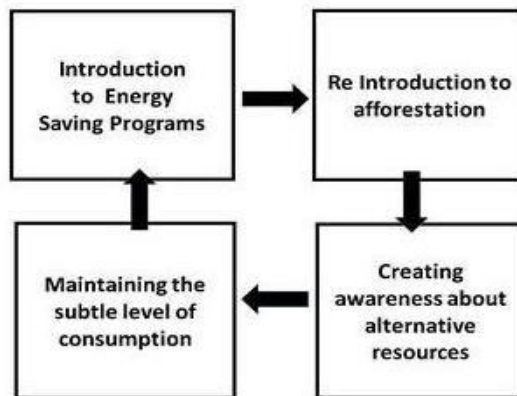 Introduction
to Energy
Saving Programs
Re Introduction to
afforestation
Creating
awareness about
alternative
resources
Maintaining the
subtle level of
consumption